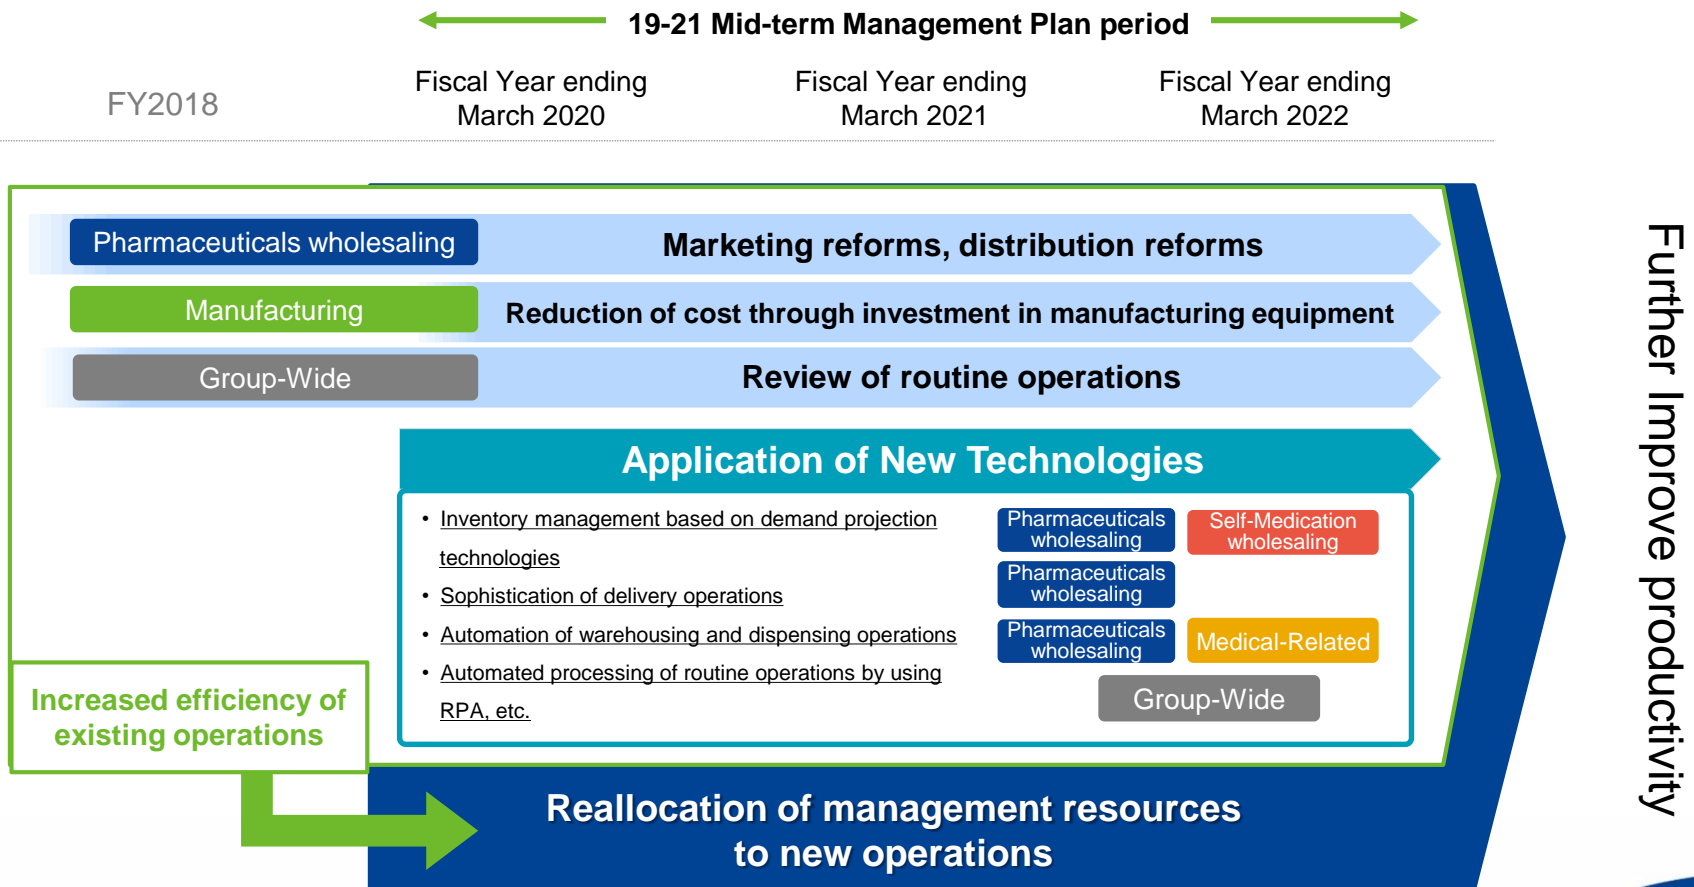 19-21 Mid-term Management Plan period
FY2018
Fiscal Year ending
March 2020
Fiscal Year ending
March 2021
Fiscal Year ending
March 2022
Pharmaceuticals wholesaling
Marketing reforms, distribution reforms
Manufacturing
Reduction of cost through investment in manufacturing equipment
Group-Wide
Review of routine operations
Application of New Technologies
• Inventory management based on demand projection
technologies
Pharmaceuticals
wholesaling
Self-Medication
wholesaling
• Sophistication of delivery operations
Pharmaceuticals
wholesaling
• Automation of warehousing and dispensing operations
Pharmaceuticals
wholesaling
Medical-Related
• Automated processing of routine operations by using
RPA, etc.
Group-Wide
Increased efficiency of
existing operations
Reallocation of management resources
to new operations
Further Improve productivity